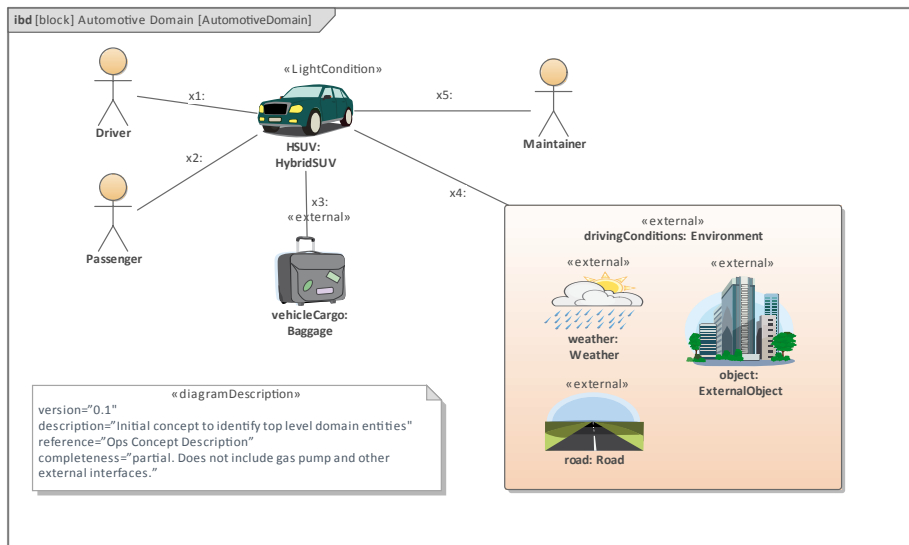 ibd [block] Automotive Domain [AutomotiveDomain]
«LightCondition»
x1:
x5:
Driver
Maintainer
HSUV:
HybridSUV
x2:
x4:
x3:
«external»
Passenger
vehicleCargo:
Baggage
«external»
drivingConditions: Environment
«external»
weather:
Weather
«external»
object:
ExternalObject
«external»
road: Road
«diagramDescription»
version=”0.1"
description=”Initial concept to identify top level domain entities"
reference=”Ops Concept Description”
completeness=”partial. Does not include gas pump and other
external interfaces.”